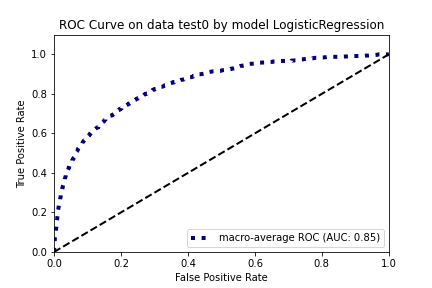 ROC Curve on data test0 by model LogisticRegression
True Positive Rate
1.0
0.8
0.6
0.4
0.2
0.0
macro-average ROC (AUC: 0.85)
0.0 0.2 0.4 0.6 0.8 1.0
False Positive Rate